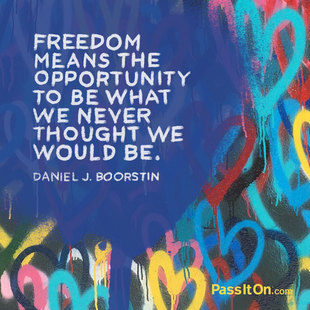 FREEDOM
MEANS THE
OPPORTUNITY
TO BE WHAT
WE NEVER
THOUGHT WE
WOULD BE.
DANIEL J. BOORSTIN
PassItOn.com